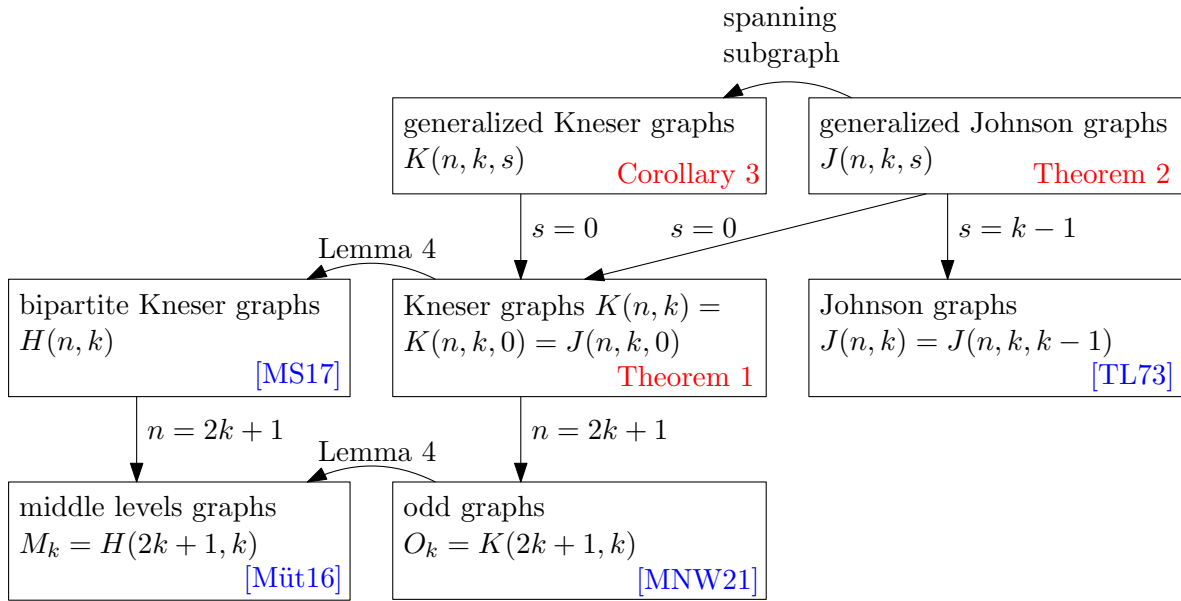 spanning
subgraph
generalized Kneser graphs
K(n, k, s)
Corollary 3
generalized Johnson graphs
J(n, k, s)
Theorem 2
s = 0
s = 0
s = k − 1
Lemma 4
bipartite Kneser graphs
H(n, k)
[MS17]
Kneser graphs K(n, k) =
K(n, k, 0) = J(n, k, 0)
Theorem 1
Johnson graphs
J(n, k) = J(n, k, k − 1)
[TL73]
n = 2k + 1
n = 2k + 1
Lemma 4
middle levels graphs
M_k = H(2k + 1, k)
[Müt16]
odd graphs
O_k = K(2k + 1, k)
[MNW21]